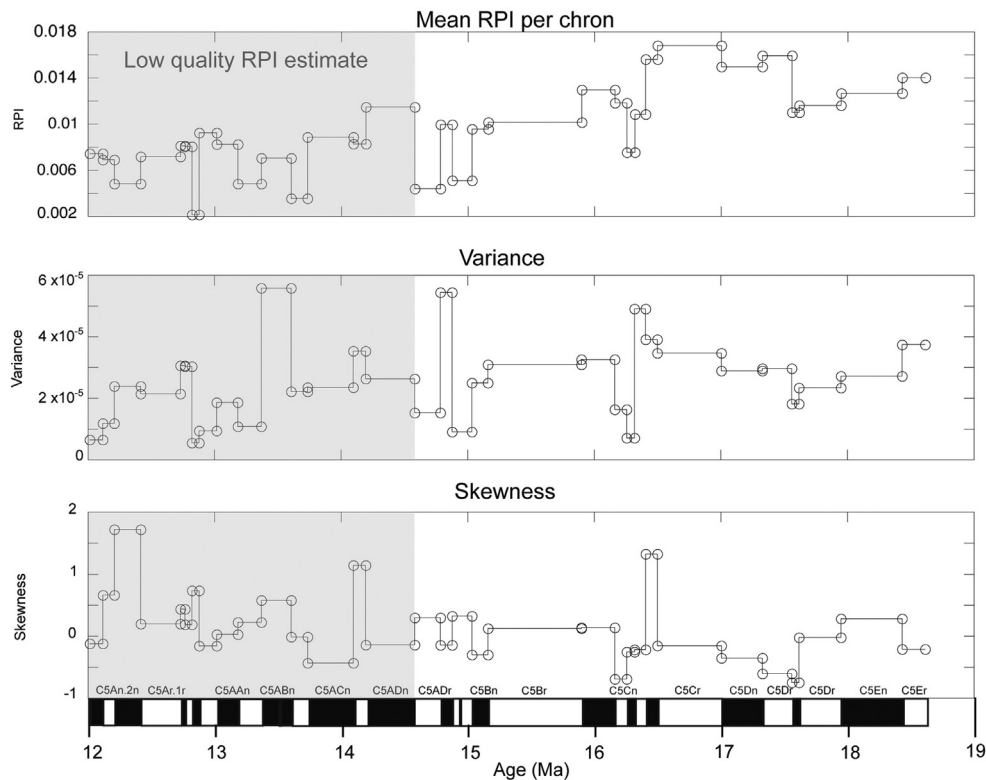 Mean RPI per chron
0.018
0.014
0.01
0.006
0.002
RPI
Low quality RPI estimate
Variance
6 x10-5
4 x10-5
2 x10-5
0
Variance
Skewness
2
1
0
-1
Skewness
C5An.2n C5Ar.1r C5AAn C5ABn C5ACn C5ADn C5ADr C5Bn C5Br C5Cn C5Cr C5Dn C5Dr C5Dr C5En C5Er
12 13 14 15 16 17 18 19
Age (Ma)